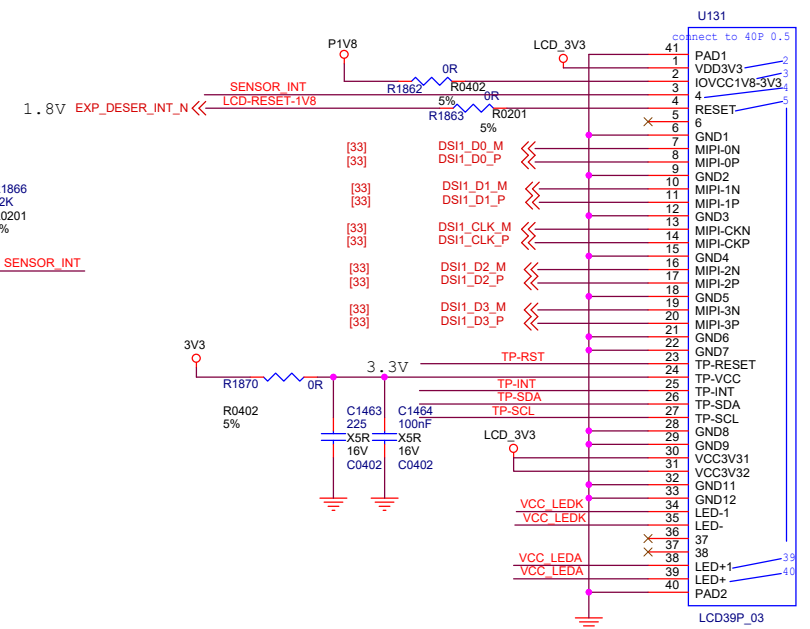 U131
connect to 40P 0.5
P1V8
LCD_3V3
41 PAD1
1 VDD3V3 2
0R
2 IOVCC1V8-3V3 3
SENSOR_INT R1862 R0402 3 4 4
1.8V EXP_DESER_INT_N LCD-RESET-1V8 5% 0R 4 RESET 5
R1863 R0201 5 6
5%
6 GND1
[33] DSI1_D0_M 7 MIPI-0N
[33] DSI1_D0_P 8 MIPI-0P
9 GND2
1866 [33] DSI1_D1_M 10 MIPI-1N
2K [33] DSI1_D1_P 11 MIPI-1P
0201 12 GND3
%
[33] DSI1_CLK_M 13 MIPI-CKN
[33] DSI1_CLK_P 14 MIPI-CKP
15 GND4
SENSOR_INT [33] DSI1_D2_M 16 MIPI-2N
[33] DSI1_D2_P 17 MIPI-2P
18 GND5
[33] DSI1_D3_M 19 MIPI-3N
[33] DSI1_D3_P 20 MIPI-3P
21 GND6
3V3 22 GND7
TP-RST 23 TP-RESET
3.3V 24 TP-VCC
R1870 0R TP-INT 25 TP-INT
TP-SDA 26 TP-SDA
R0402 C1463 C1464 TP-SCL 27 TP-SCL
5% 225 100nF 28 GND8
X5R X5R LCD_3V3 29 GND9
16V 16V 30 VCC3V31
C0402 C0402 31 VCC3V32
32 GND11
33 GND12
VCC_LEDK 34 LED-1
VCC_LEDK 35 LED-
36 37
37 38
VCC_LEDA 38 LED+1 39
VCC_LEDA 39 LED+ 40
40 PAD2
LCD39P_03